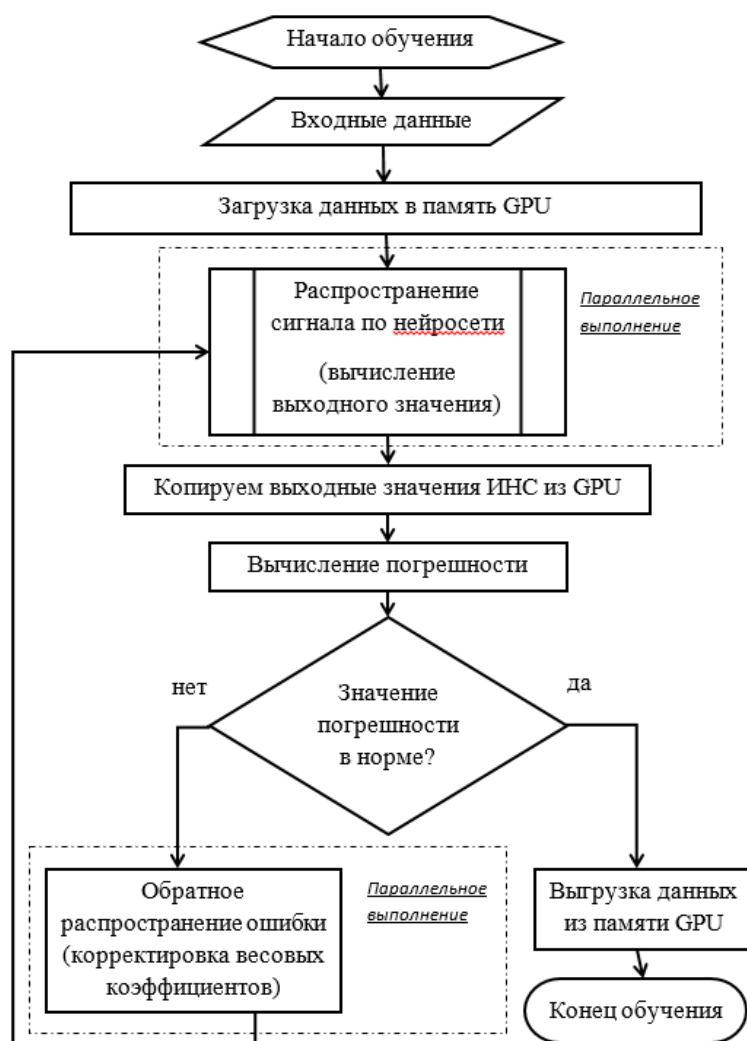 Начало обучения
Входные данные
Загрузка данных в память GPU
Распространение
сигнала по нейросети
(вычисление
выходного значения)
Параллельное
выполнение
Копируем выходные значения ИНС из GPU
Вычисление погрешности
нет
Значение
погрешности
в норме?
да
Обратное
распространение ошибки
(корректировка весовых
коэффициентов)
Параллельное
выполнение
Выгрузка данных
из памяти GPU
Конец обучения